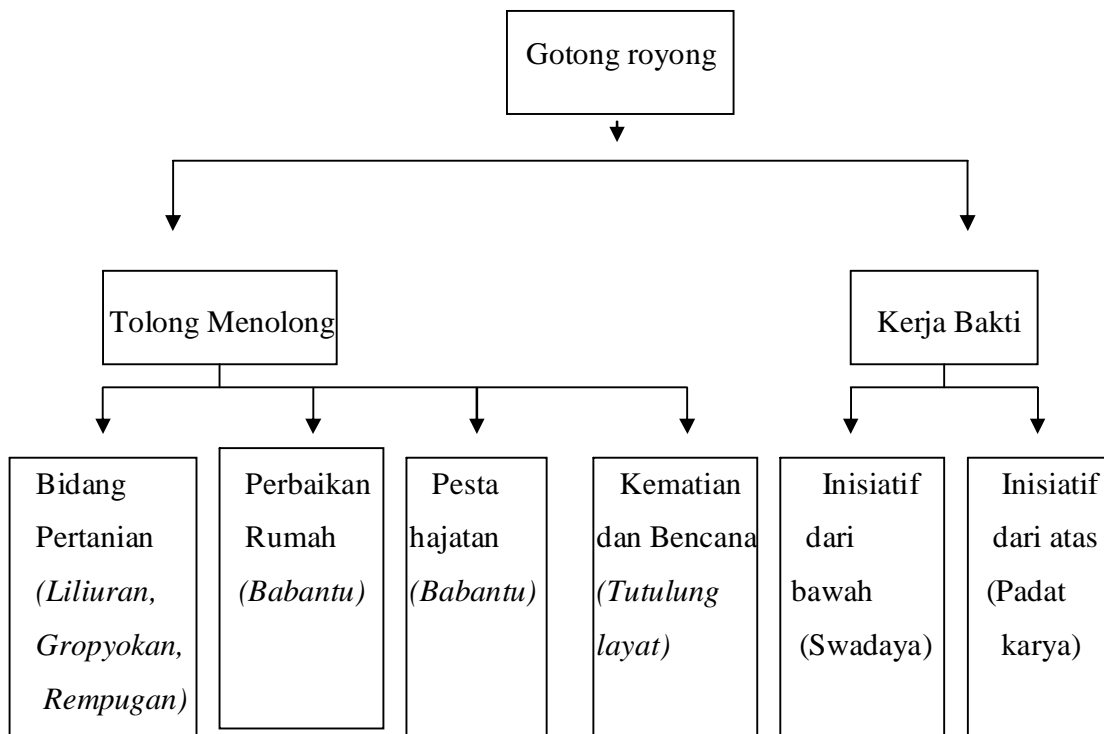 Gotong royong
Tolong Menolong
Kerja Bakti
Bidang
Pertanian
(Liliuran,
Gropyokan,
Rempugan)
Perbaikan
Rumah
(Babantu)
Pesta
hajatan
(Babantu)
Kematian
dan Bencana
(Tutulung
layat)
Inisiatif
dari
bawah
(Swadaya)
Inisiatif
dari atas
(Padat
karya)